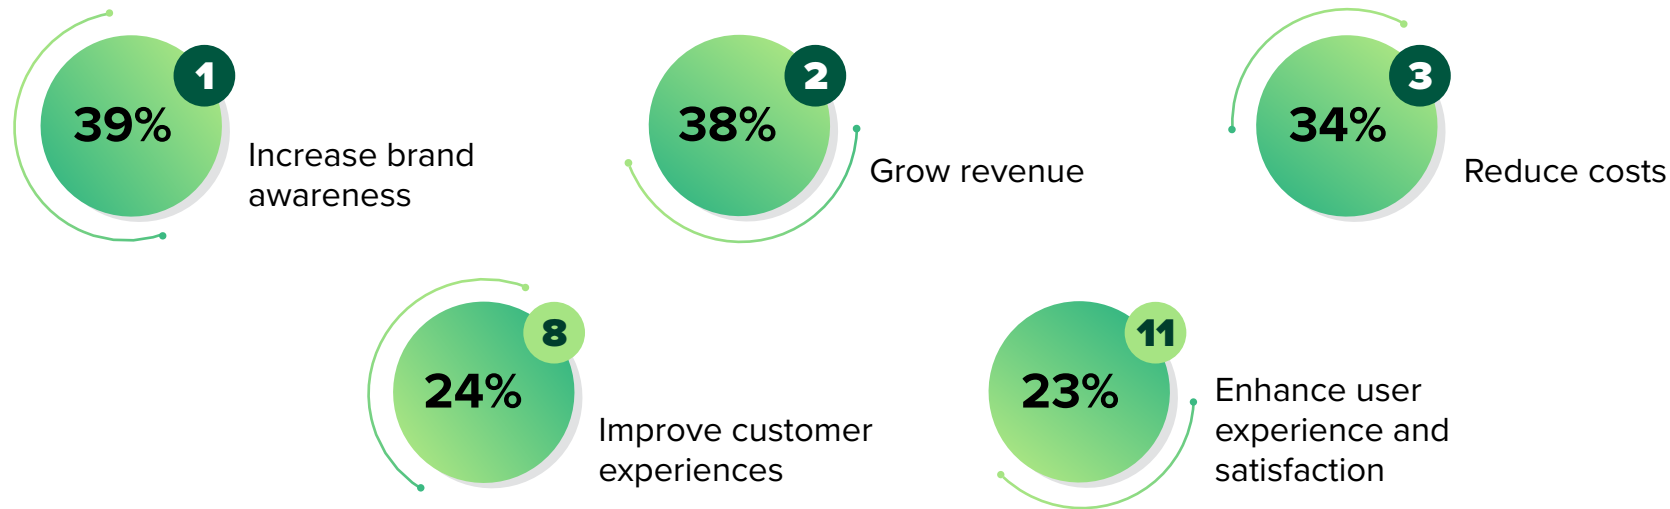 1
39%
Increase brand
awareness
2
38%
Grow revenue
3
34%
Reduce costs
8
24%
Improve customer
experiences
11
23%
Enhance user
experience and
satisfaction